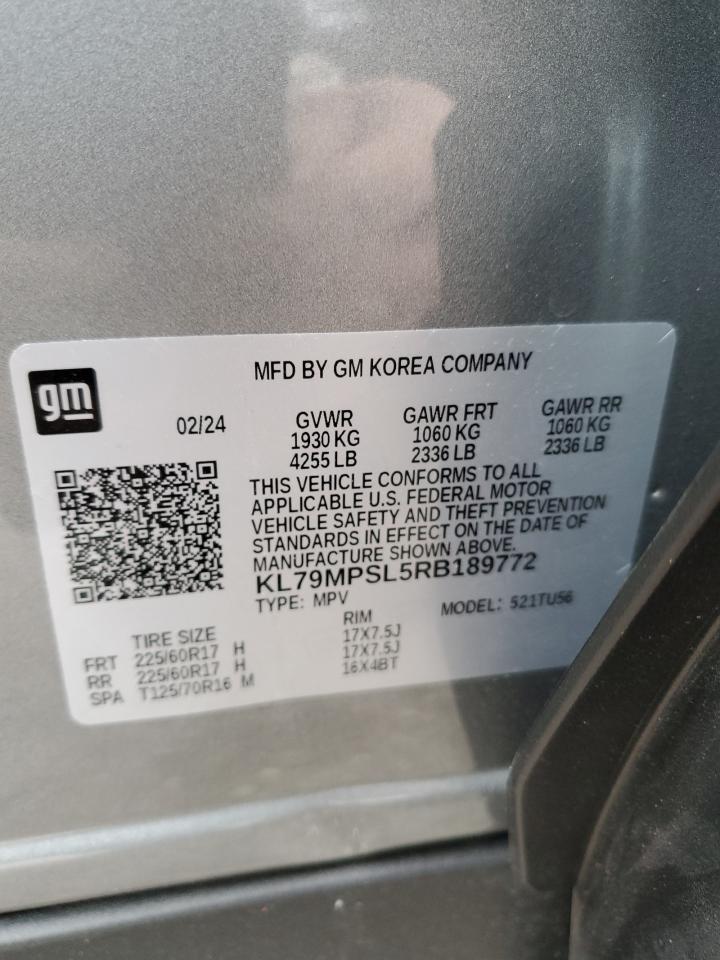 MFD BY GM KOREA COMPANY
gm
02/24
GVWR
1930 KG
4255 LB
GAWR FRT
1060 KG
2336 LB
GAWR RR
1060 KG
2336 LB
THIS VEHICLE CONFORMS TO ALL
APPLICABLE U.S. FEDERAL MOTOR
VEHICLE SAFETY AND THEFT PREVENTION
STANDARDS IN EFFECT ON THE DATE OF
MANUFACTURE SHOWN ABOVE.
KL79MPSL5RB189772
TYPE: MPV
MODEL: 521TU56
TIRE SIZE
RIM
FRT 225/60R17 H 17X7.5J
RR 225/60R17 H 17X7.5J
SPA T125/70R16 M 16X4BT